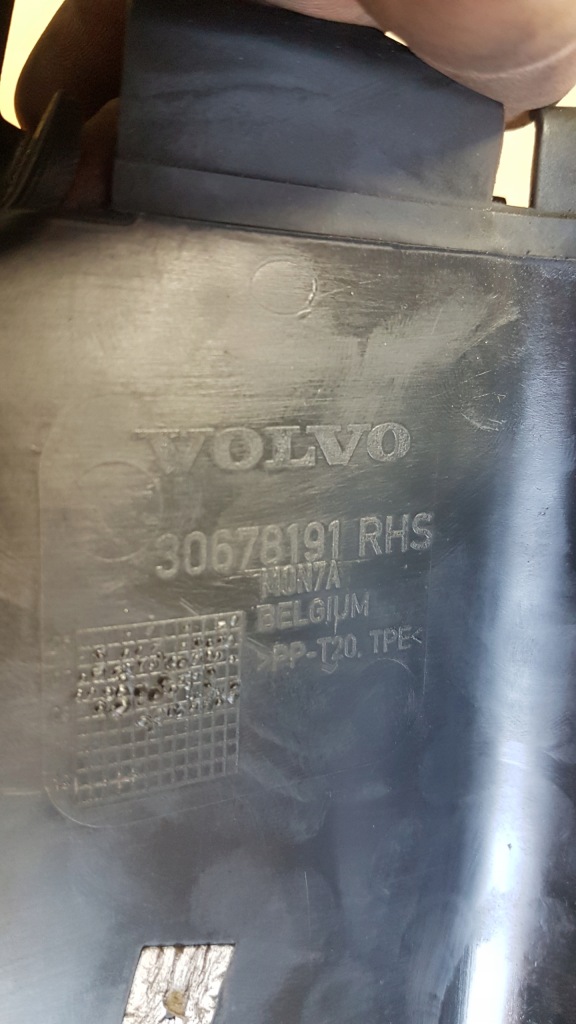 VOLVO
30678191 RHS
MON7A
BELGIUM
>PP-T20. TPE<